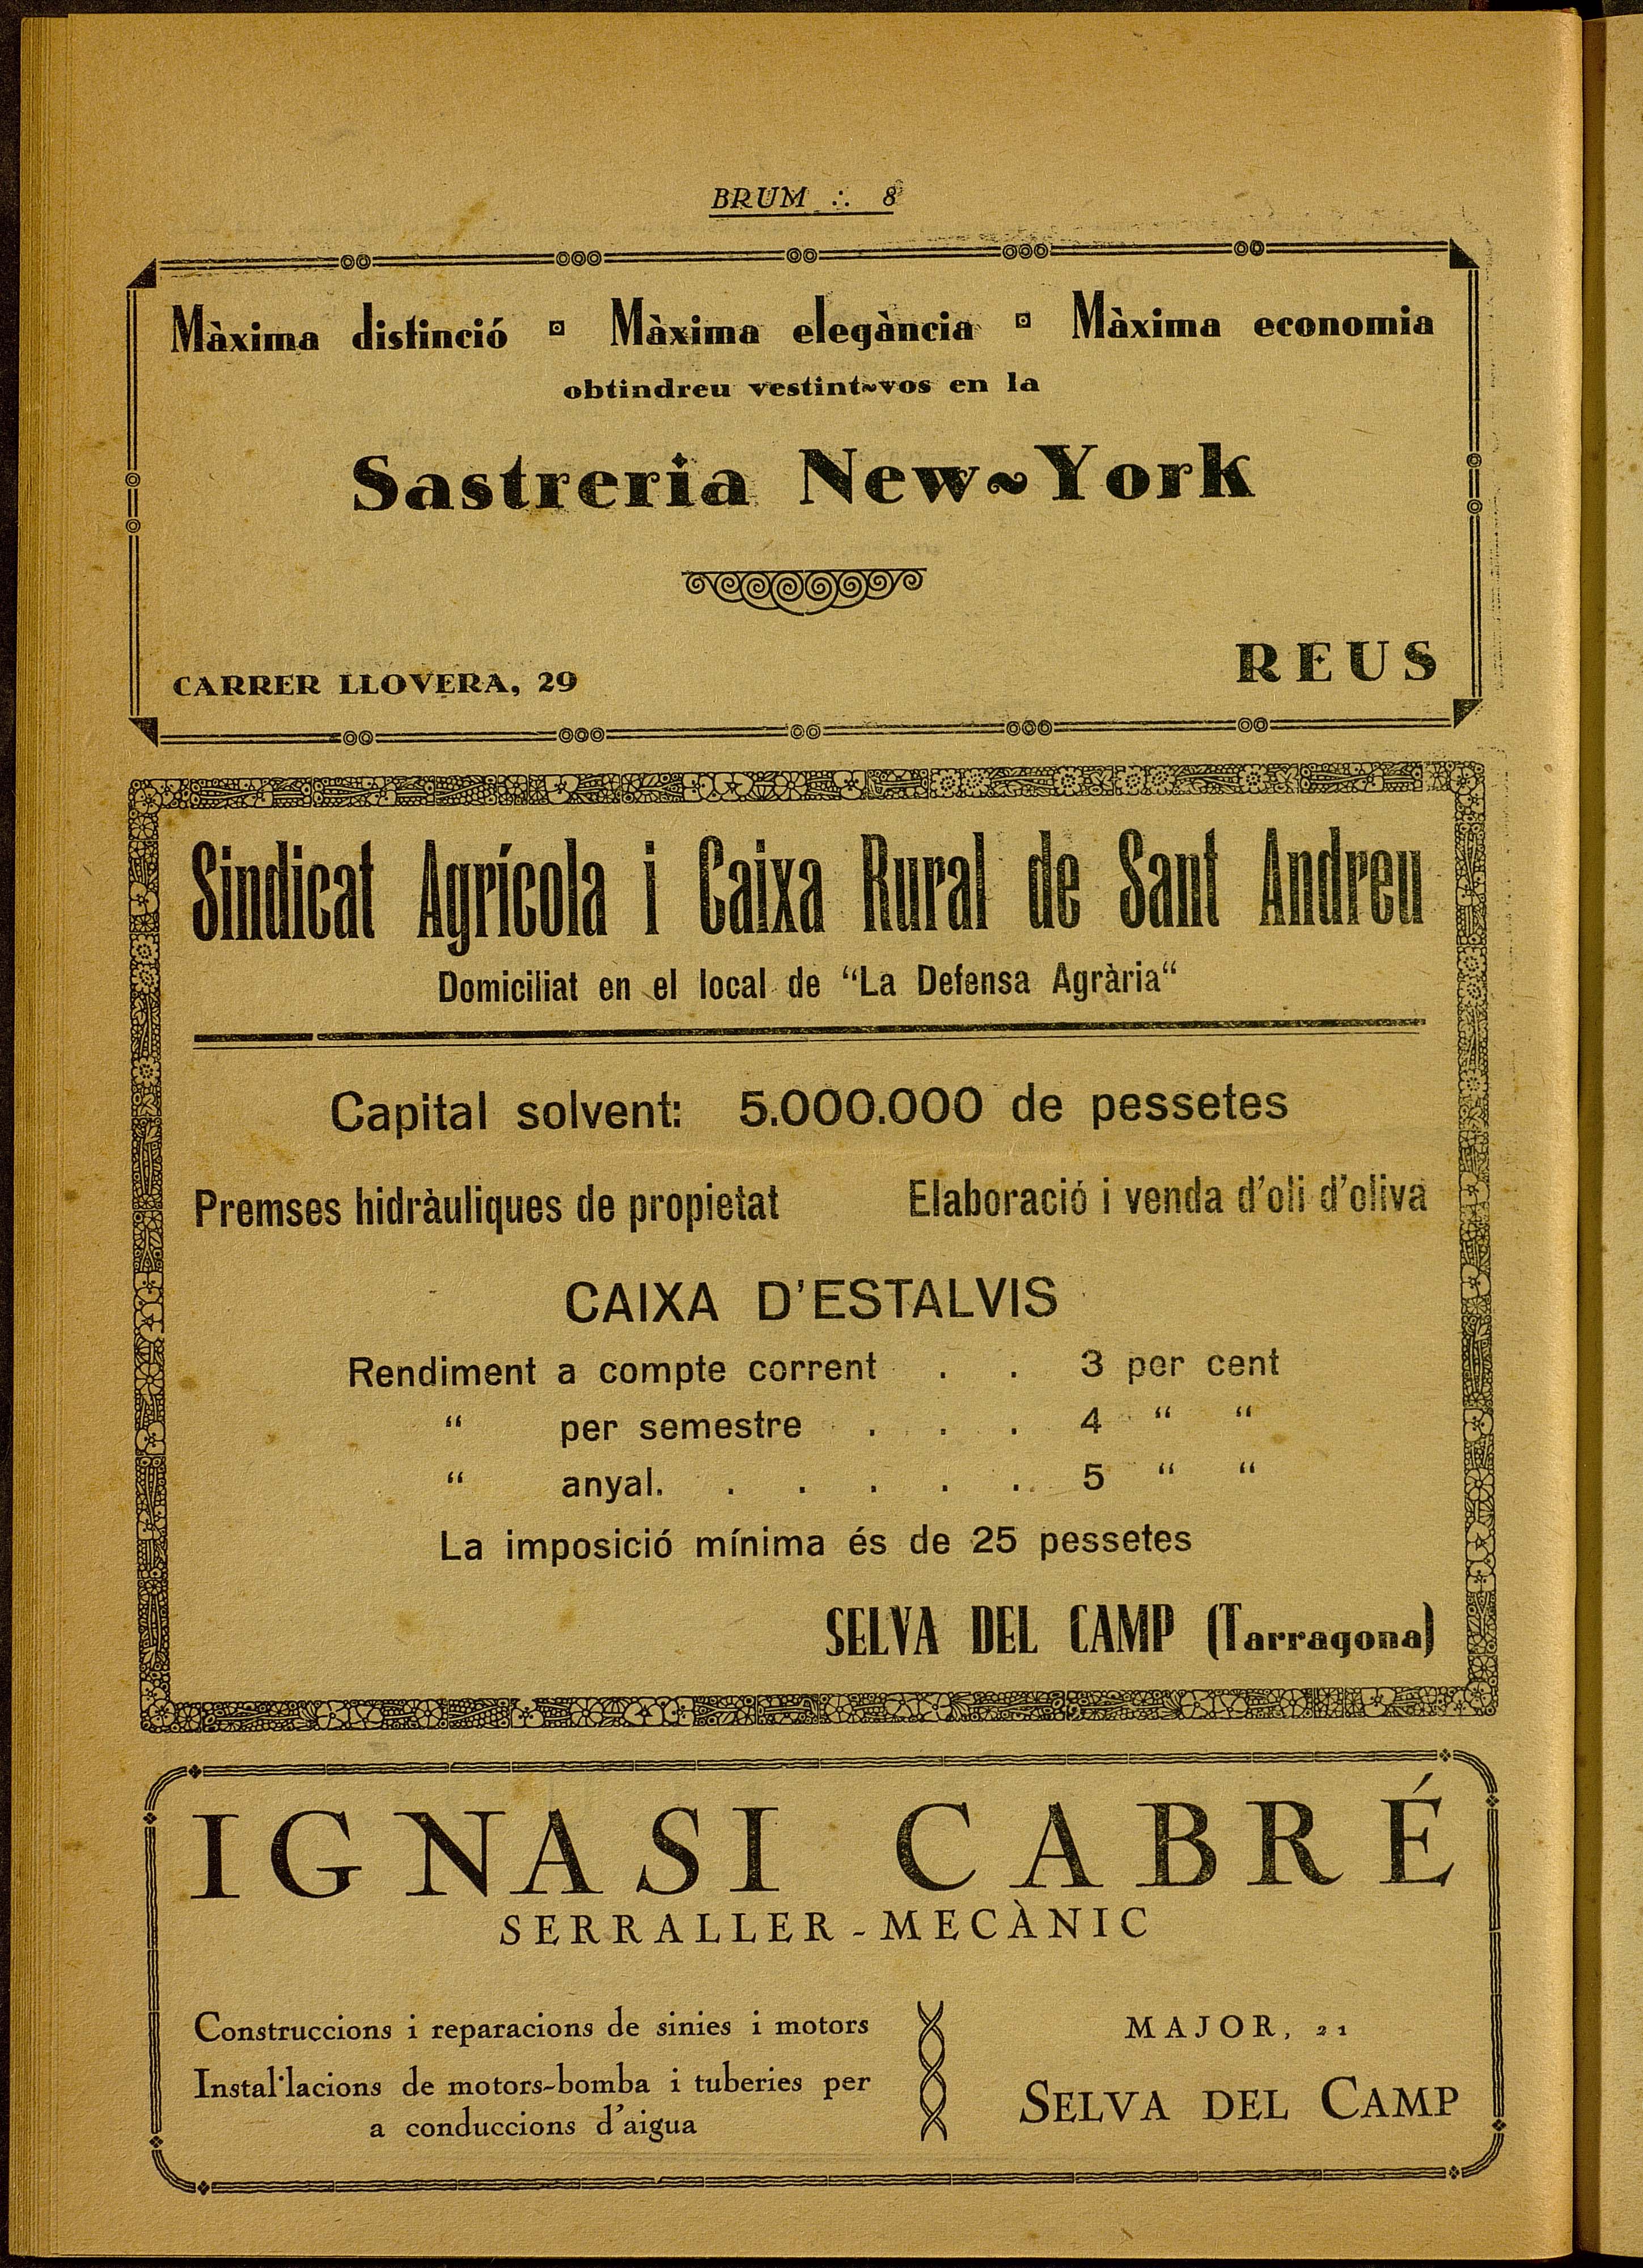 BRUM ∴ 8
Màxima distinció ▫ Màxima elegància ▫ Màxima economia
obtindreu vestint~vos en la
Sastreria New~York
CARRER LLOVERA, 29
REUS
Sindicat Agrícola i Caixa Rural de Sant Andreu
Domiciliat en el local de “La Defensa Agrària“
Capital solvent: 5.000.000 de pessetes
Premses hidràuliques de propietat
Elaboració i venda d’oli d’oliva
CAIXA D’ESTALVIS
Rendiment a compte corrent . . 3 per cent
“ per semestre . . . 4 “ “
“ anyal. . . . . . 5 “ “
La imposició mínima és de 25 pessetes
SELVA DEL CAMP (Tarragona)
IGNASI CABRÉ
SERRALLER-MECÀNIC
Construccions i reparacions de sinies i motors
Instal·lacions de motors-bomba i tuberies per
a conduccions d’aigua
MAJOR, 21
SELVA DEL CAMP